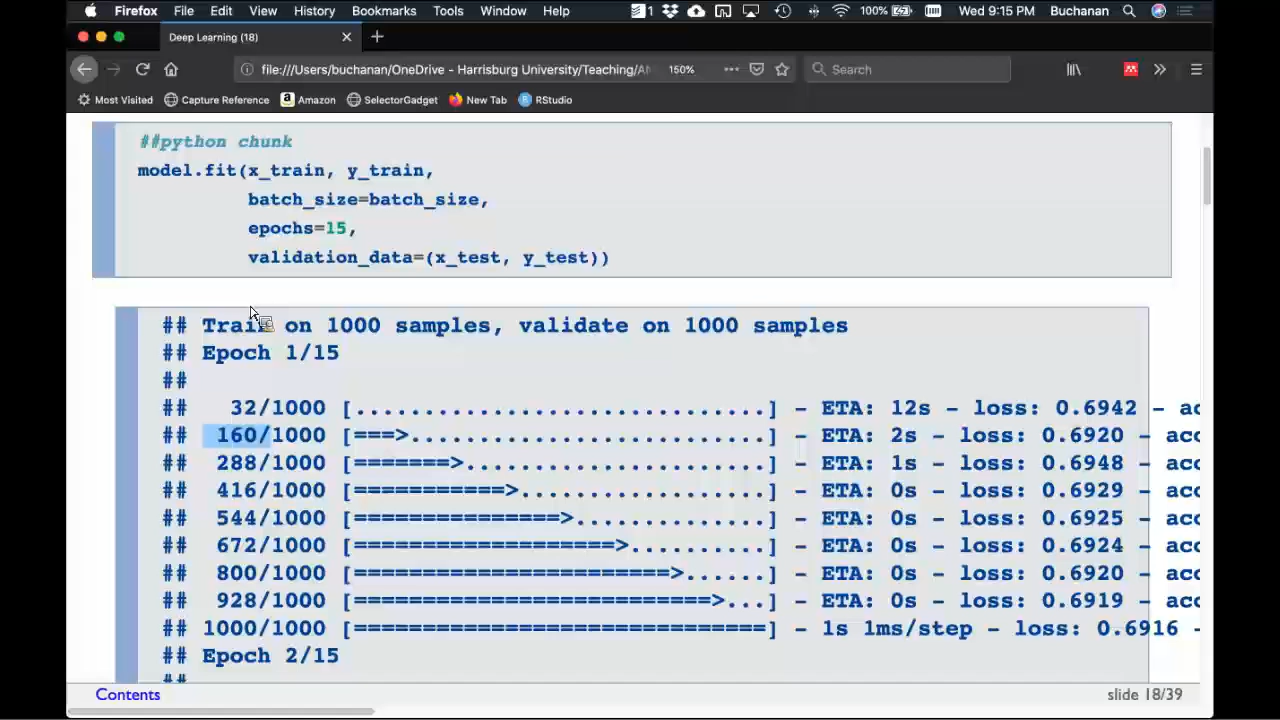 Firefox File Edit View History Bookmarks Tools Window Help 1 100% Wed 9:15 PM Buchanan
Deep Learning (18)
file:///Users/buchanan/OneDrive - Harrisburg University/Teaching/
150%
Search
Most Visited Capture Reference Amazon SelectorGadget New Tab RStudio
##python chunk
model.fit(x_train, y_train,
batch_size=batch_size,
epochs=15,
validation_data=(x_test, y_test))
## Train on 1000 samples, validate on 1000 samples
## Epoch 1/15
##
## 32/1000 [..............................] - ETA: 12s - loss: 0.6942 - ac
## 160/1000 [===>..........................] - ETA: 2s - loss: 0.6920 - acc
## 288/1000 [=======>......................] - ETA: 1s - loss: 0.6948 - acc
## 416/1000 [===========>..................] - ETA: 0s - loss: 0.6929 - acc
## 544/1000 [===============>..............] - ETA: 0s - loss: 0.6925 - acc
## 672/1000 [===================>..........] - ETA: 0s - loss: 0.6924 - acc
## 800/1000 [=======================>......] - ETA: 0s - loss: 0.6920 - acc
## 928/1000 [==========================>...] - ETA: 0s - loss: 0.6919 - acc
## 1000/1000 [==============================] - 1s 1ms/step - loss: 0.6916 -
## Epoch 2/15
##
Contents
slide 18/39